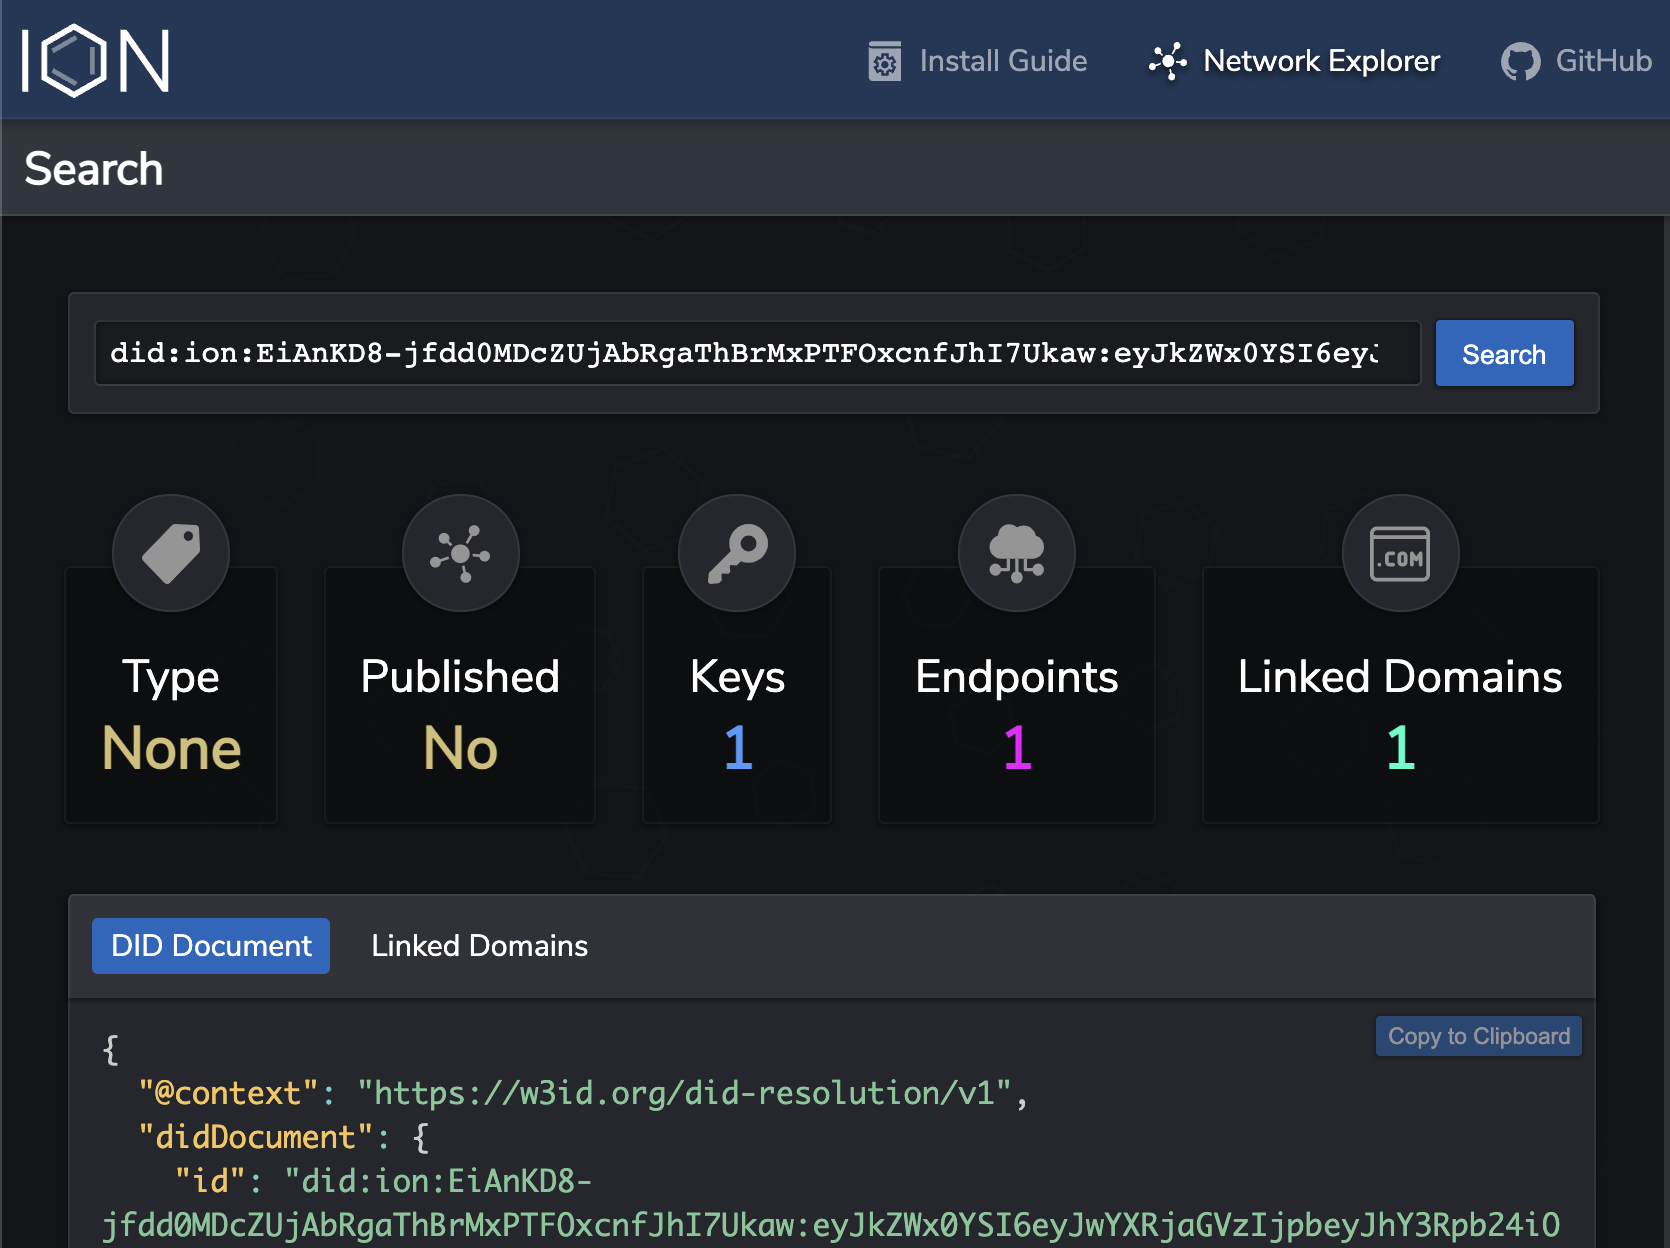 ION
Install Guide
Network Explorer
GitHub
Search
did:ion:EiAnKD8-jfdd0MDcZUjAbRgaThBrMxPTFOxcnfJhI7Ukaw:eyJkZWx0YSI6eyJ
Search
.COM
Type
None
Published
No
Keys
1
Endpoints
1
Linked Domains
1
DID Document
Linked Domains
Copy to Clipboard
{
"@context": "https://w3id.org/did-resolution/v1",
"didDocument": {
"id": "did:ion:EiAnKD8-
jfdd0MDcZUjAbRgaThBrMxPTFOxcnfJhI7Ukaw:eyJkZWx0YSI6eyJwYXRjaGVzIjpbeyJhY3Rpb24iO